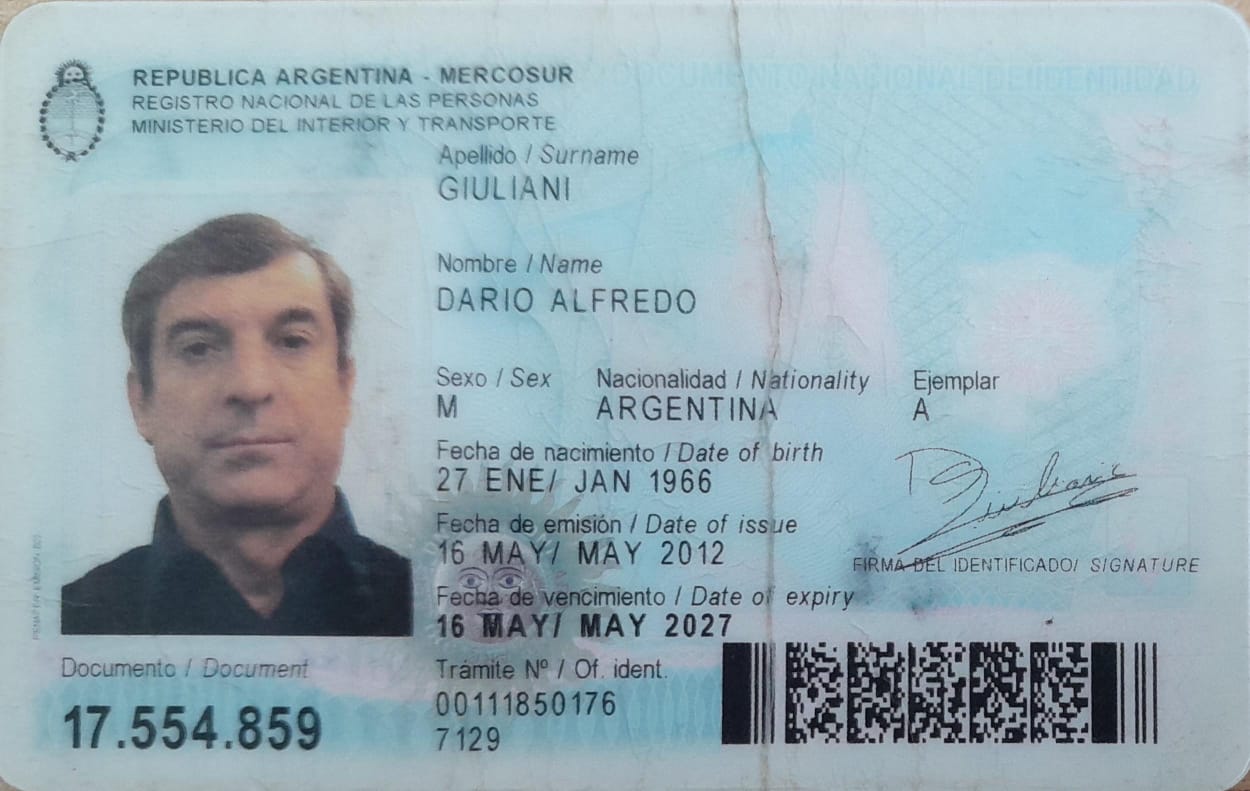 REPUBLICA ARGENTINA - MERCOSUR
REGISTRO NACIONAL DE LAS PERSONAS
MINISTERIO DEL INTERIOR Y TRANSPORTE
DOCUMENTO NACIONAL DE IDENTIDAD
Apellido / Surname
GIULIANI
Nombre / Name
DARIO ALFREDO
Sexo / Sex Nacionalidad / Nationality Ejemplar
M ARGENTINA A
Fecha de nacimiento / Date of birth
27 ENE/ JAN 1966
Fecha de emisión / Date of issue
16 MAY/ MAY 2012
Fecha de vencimiento / Date of expiry
16 MAY/ MAY 2027
FIRMA DEL IDENTIFICADO/ SIGNATURE
Documento / Document
17.554.859
Trámite Nº / Of. ident.
00111850176
7129